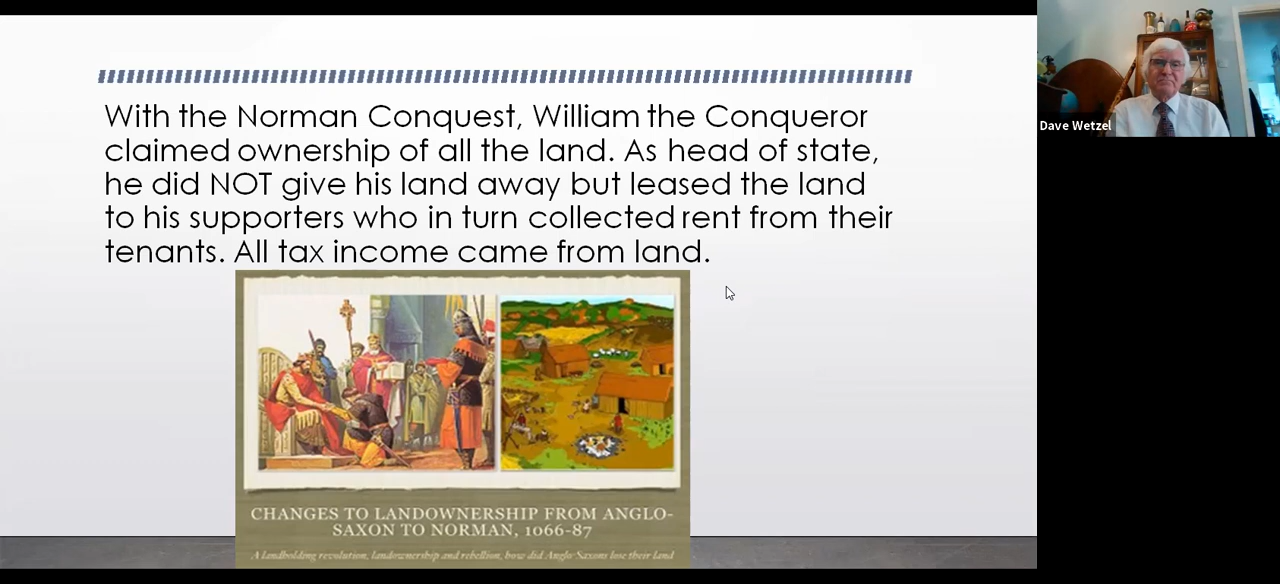 With the Norman Conquest, William the Conqueror
claimed ownership of all the land. As head of state,
he did NOT give his land away but leased the land
to his supporters who in turn collected rent from their
tenants. All tax income came from land.
CHANGES TO LANDOWNERSHIP FROM ANGLO-
SAXON TO NORMAN, 1066-87
A landholding revolution, landownership and rebellion, how did Anglo Saxons lose their land
Dave Wetzel